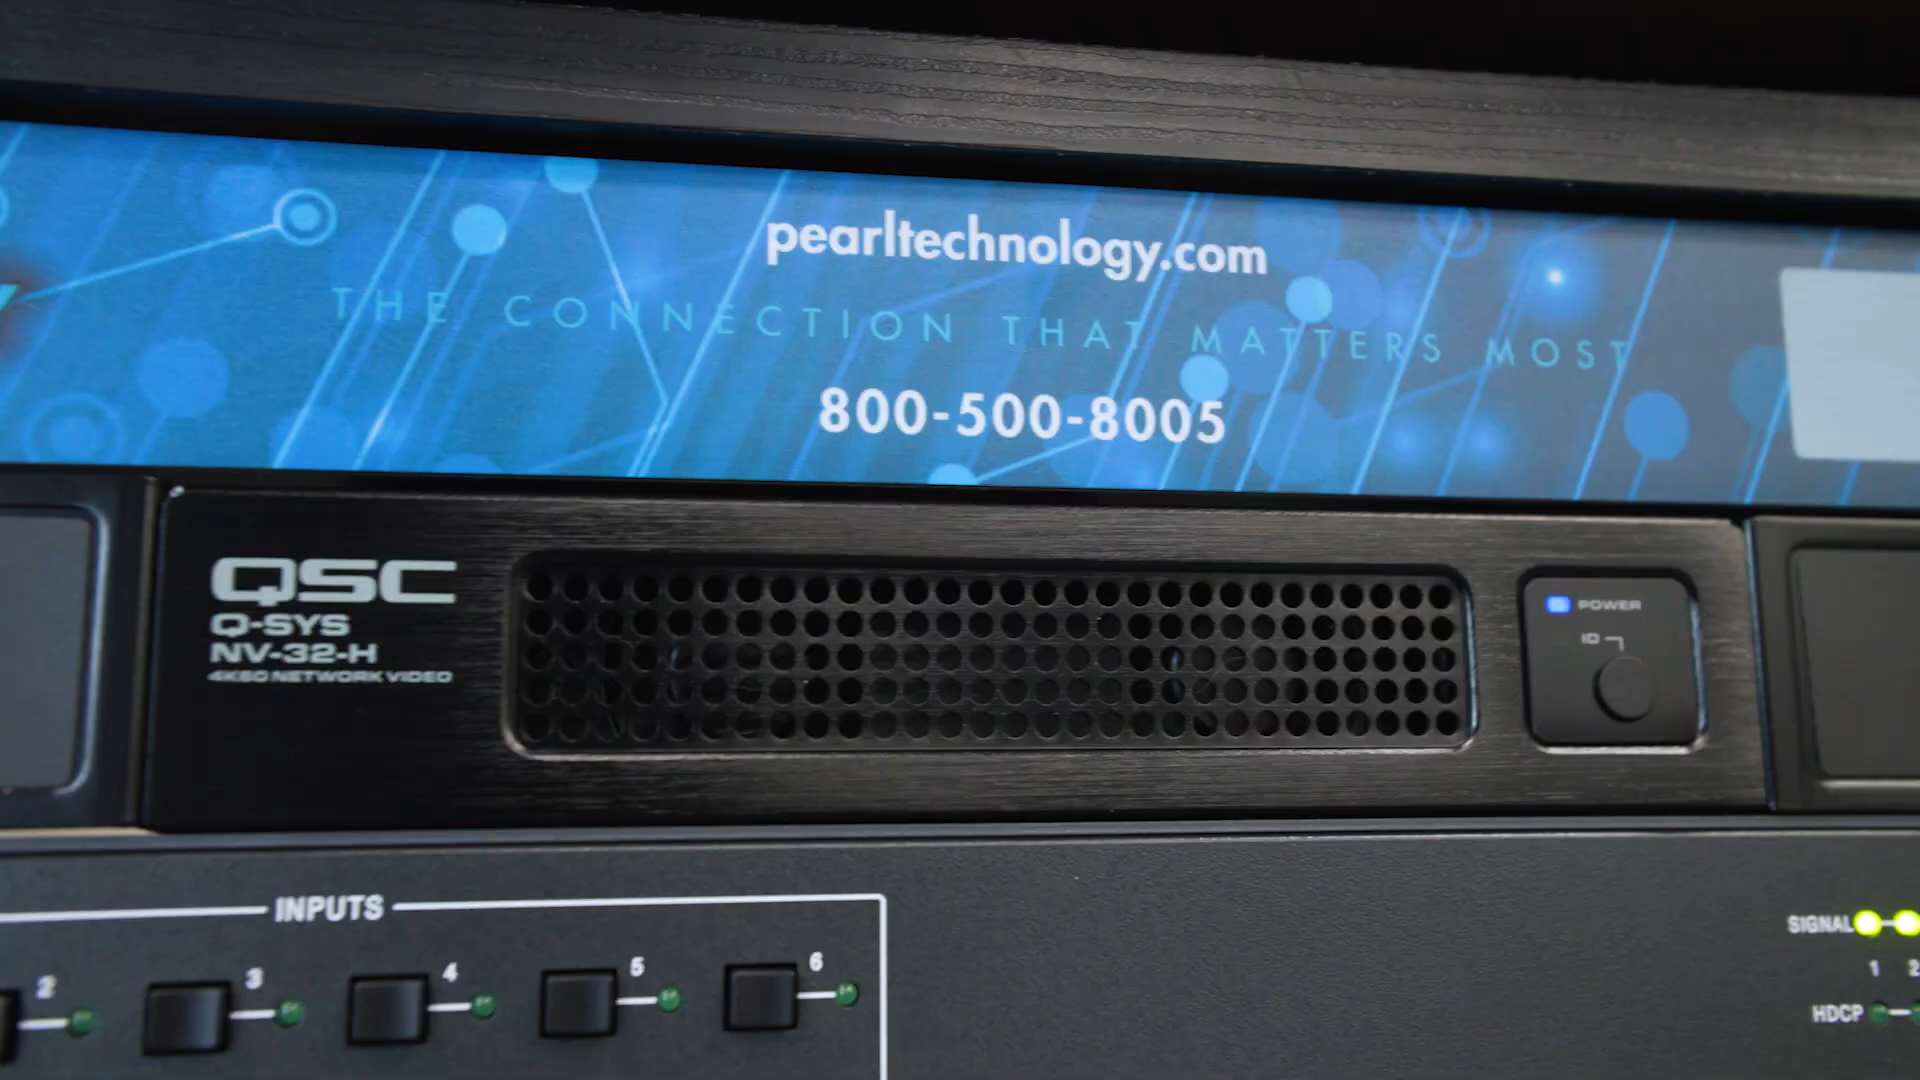 pearltechnology.com
THE CONNECTION THAT MATTERS MOST
800-500-8005
QSC
Q-SYS
NV-32-H
4K60 NETWORK VIDEO
POWER
ID
INPUTS
2
3
4
5
6
SIGNAL
1 2
HDCP